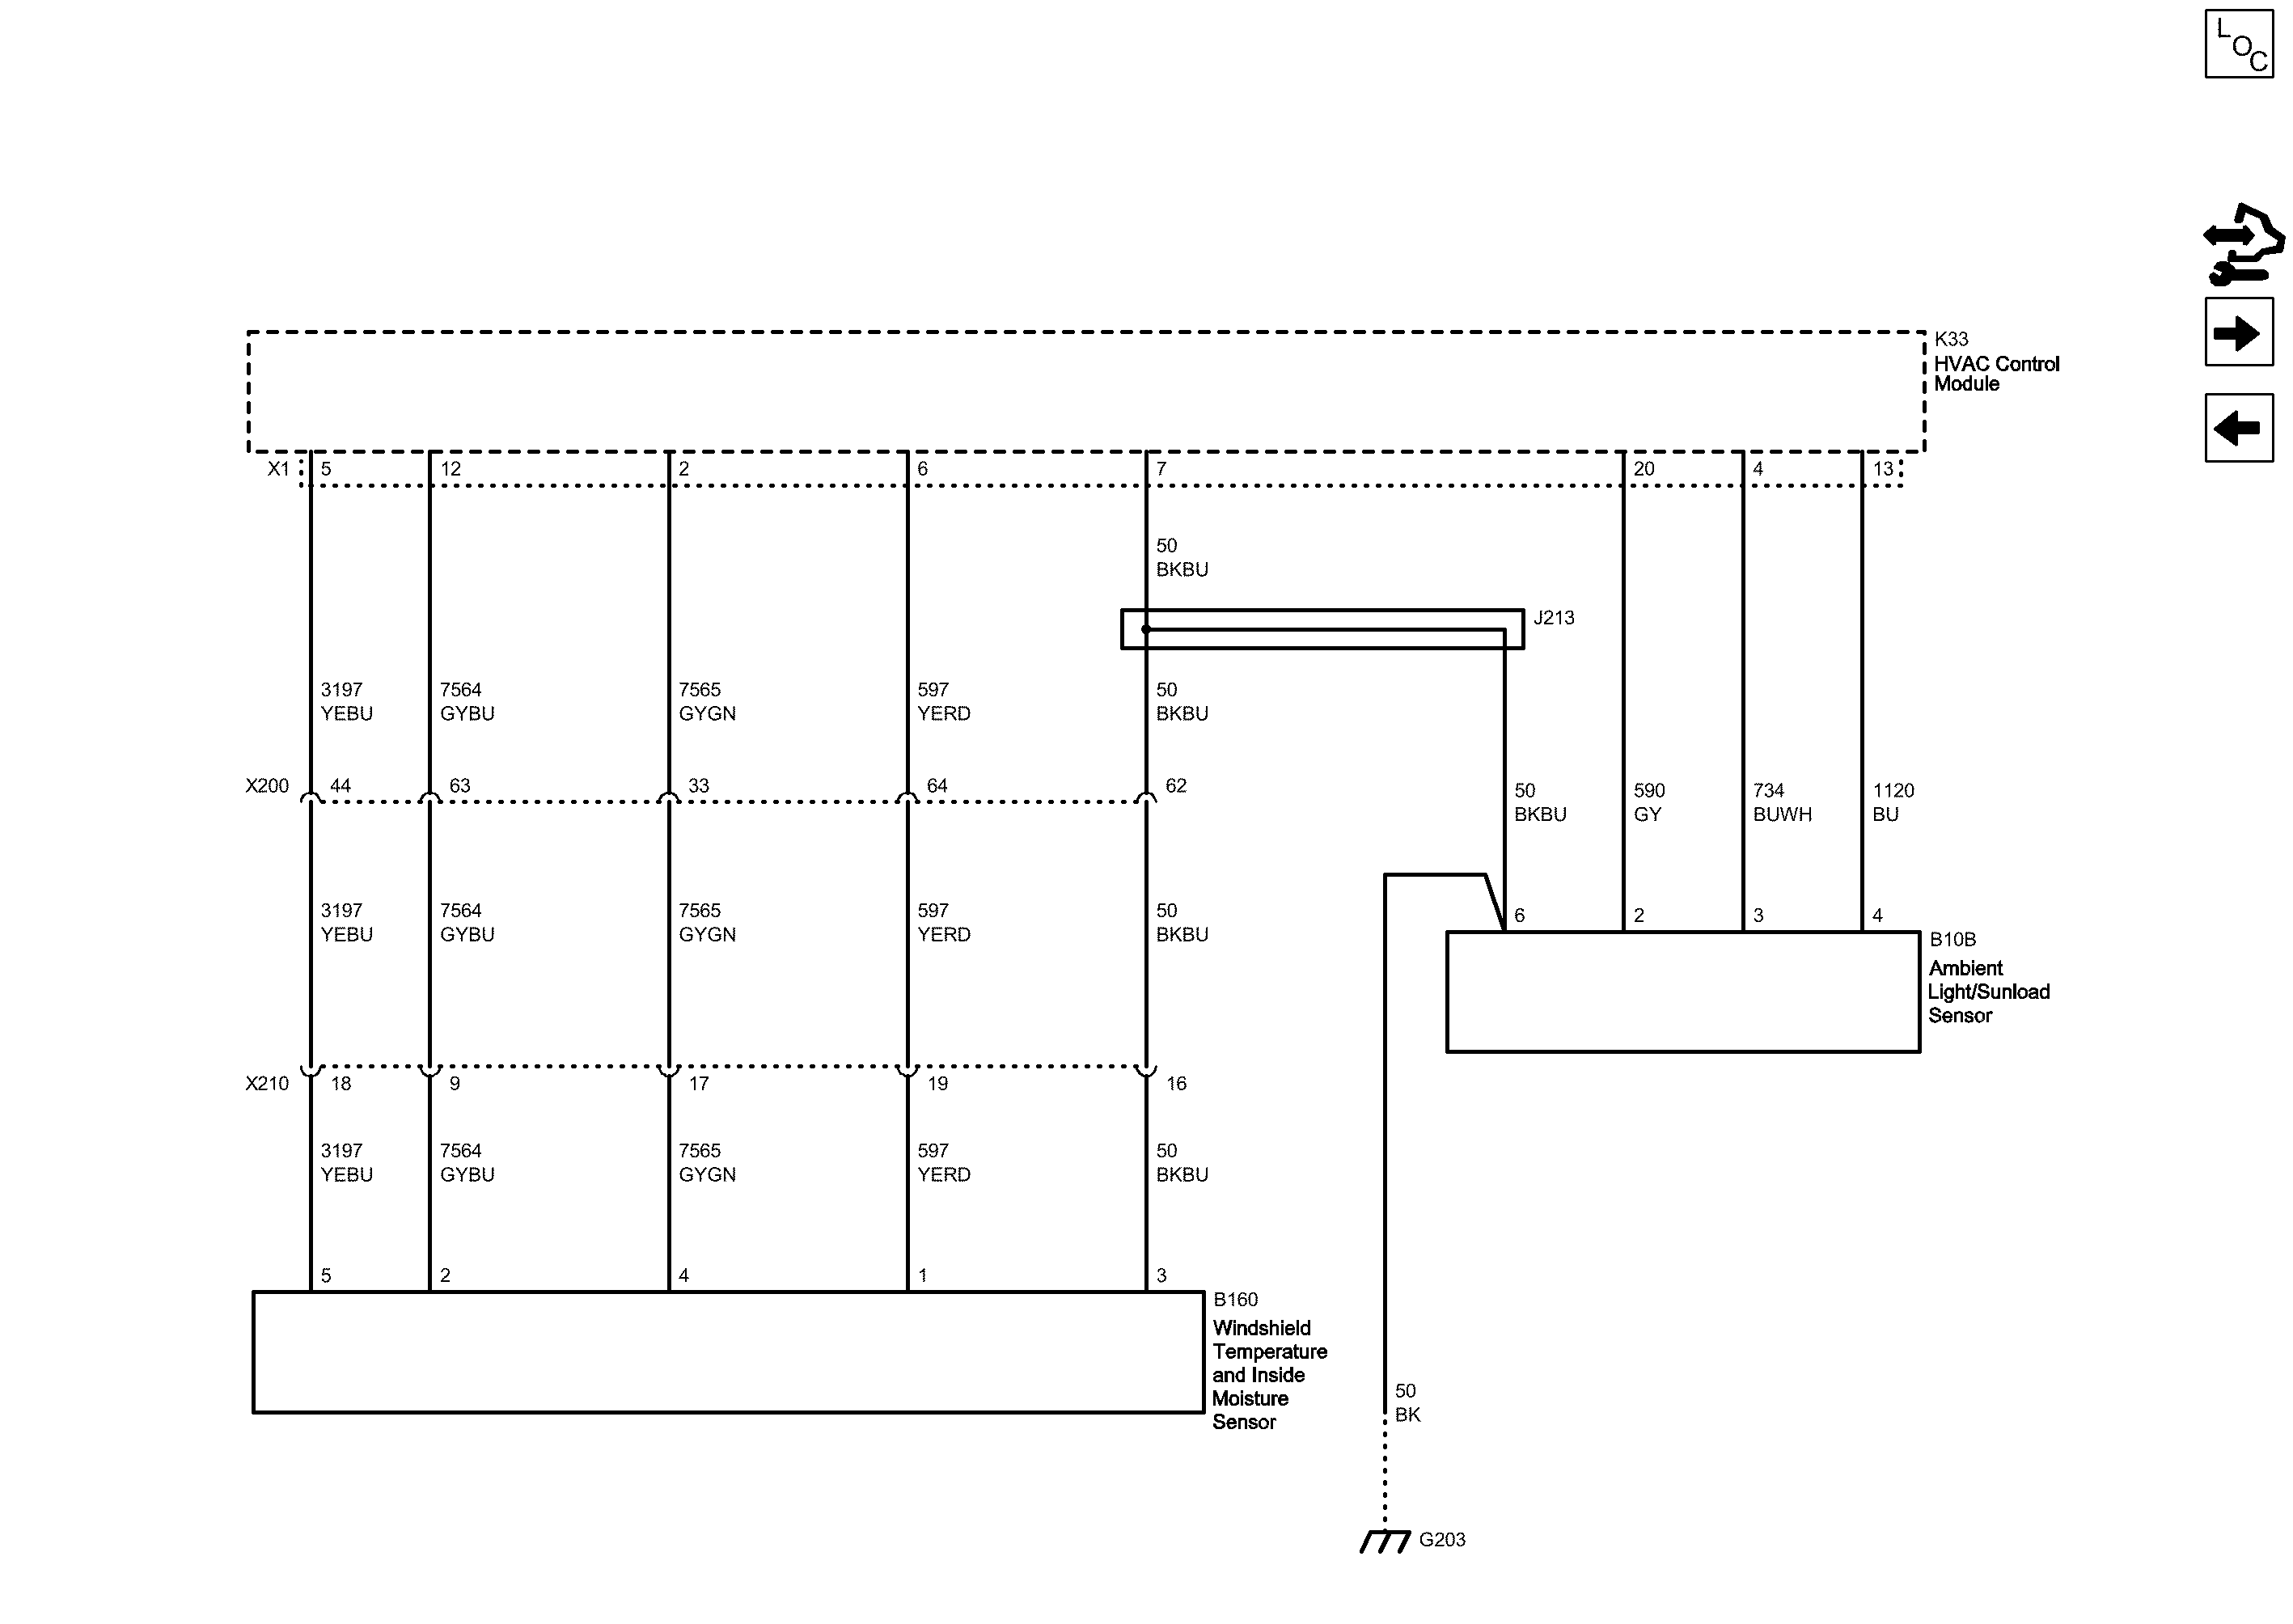 LOC
K33
HVAC Control
Module
X1 5 12 2 6 7 20 4 13
50
BKBU
J213
3197 7564 7565 597 50
YEBU GYBU GYGN YERD BKBU
X200 44 63 33 64 62
50 590 734 1120
BKBU GY BUWH BU
3197 7564 7565 597 50
YEBU GYBU GYGN YERD BKBU
6 2 3 4
B10B
Ambient
Light/Sunload
Sensor
X210 18 9 17 19 16
3197 7564 7565 597 50
YEBU GYBU GYGN YERD BKBU
5 2 4 1 3
B160
Windshield
Temperature
and Inside
Moisture
Sensor
50
BK
G203